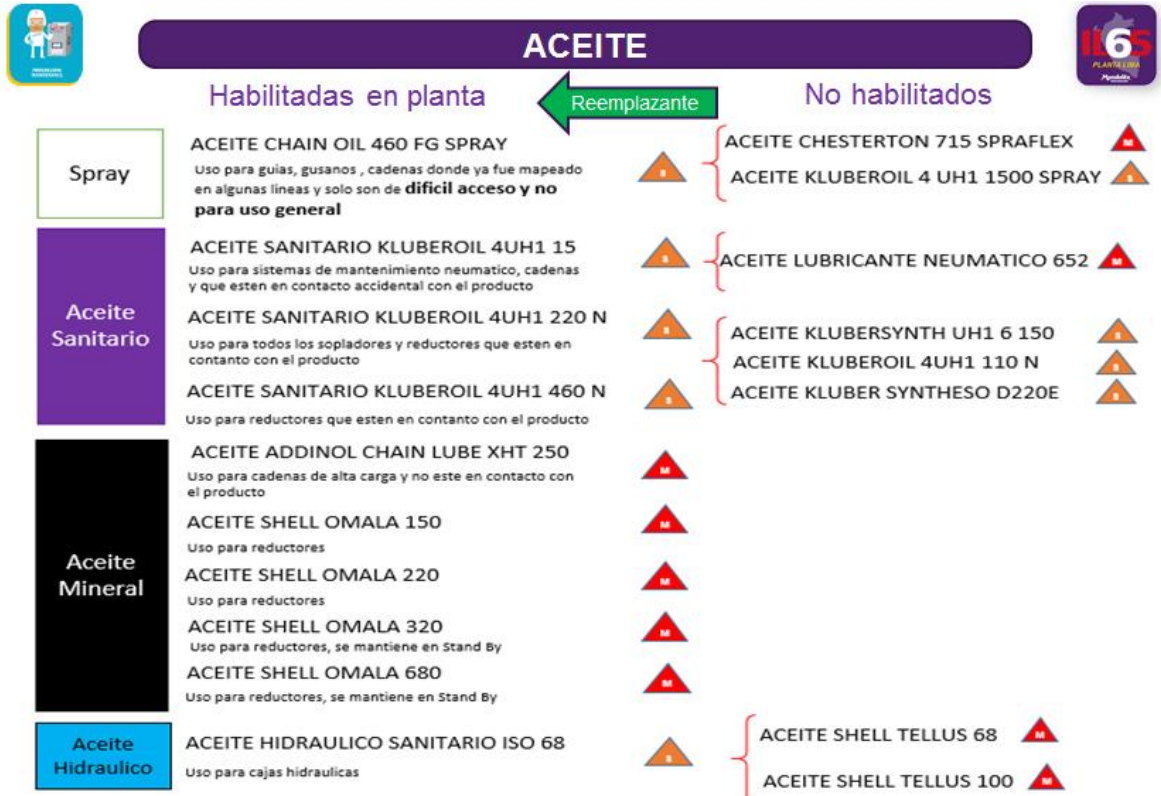 ACEITE
IL6S
PLANTA LIMA
Mondelēz
Habilitadas en planta
Reemplazante
No habilitados
Spray
ACEITE CHAIN OIL 460 FG SPRAY
Uso para guias, gusanos , cadenas donde ya fue mapeado
en algunas lineas y solo son de dificil acceso y no
para uso general
S
ACEITE CHESTERTON 715 SPRAFLEX
M
ACEITE KLUBEROIL 4 UH1 1500 SPRAY
S
Aceite
Sanitario
ACEITE SANITARIO KLUBEROIL 4UH1 15
Uso para sistemas de mantenimiento neumatico, cadenas
y que esten en contacto accidental con el producto
S
ACEITE LUBRICANTE NEUMATICO 652
M
ACEITE SANITARIO KLUBEROIL 4UH1 220 N
Uso para todos los sopladores y reductores que esten en
contanto con el producto
S
ACEITE SANITARIO KLUBEROIL 4UH1 460 N
Uso para reductores que esten en contanto con el producto
S
ACEITE KLUBERSYNTH UH1 6 150
S
ACEITE KLUBEROIL 4UH1 110 N
S
ACEITE KLUBER SYNTHESO D220E
S
Aceite
Mineral
ACEITE ADDINOL CHAIN LUBE XHT 250
Uso para cadenas de alta carga y no este en contacto con
el producto
M
ACEITE SHELL OMALA 150
Uso para reductores
M
ACEITE SHELL OMALA 220
Uso para reductores
M
ACEITE SHELL OMALA 320
Uso para reductores, se mantiene en Stand By
M
ACEITE SHELL OMALA 680
Uso para reductores, se mantiene en Stand By
M
Aceite
Hidraulico
ACEITE HIDRAULICO SANITARIO ISO 68
Uso para cajas hidraulicas
S
ACEITE SHELL TELLUS 68
M
ACEITE SHELL TELLUS 100
M